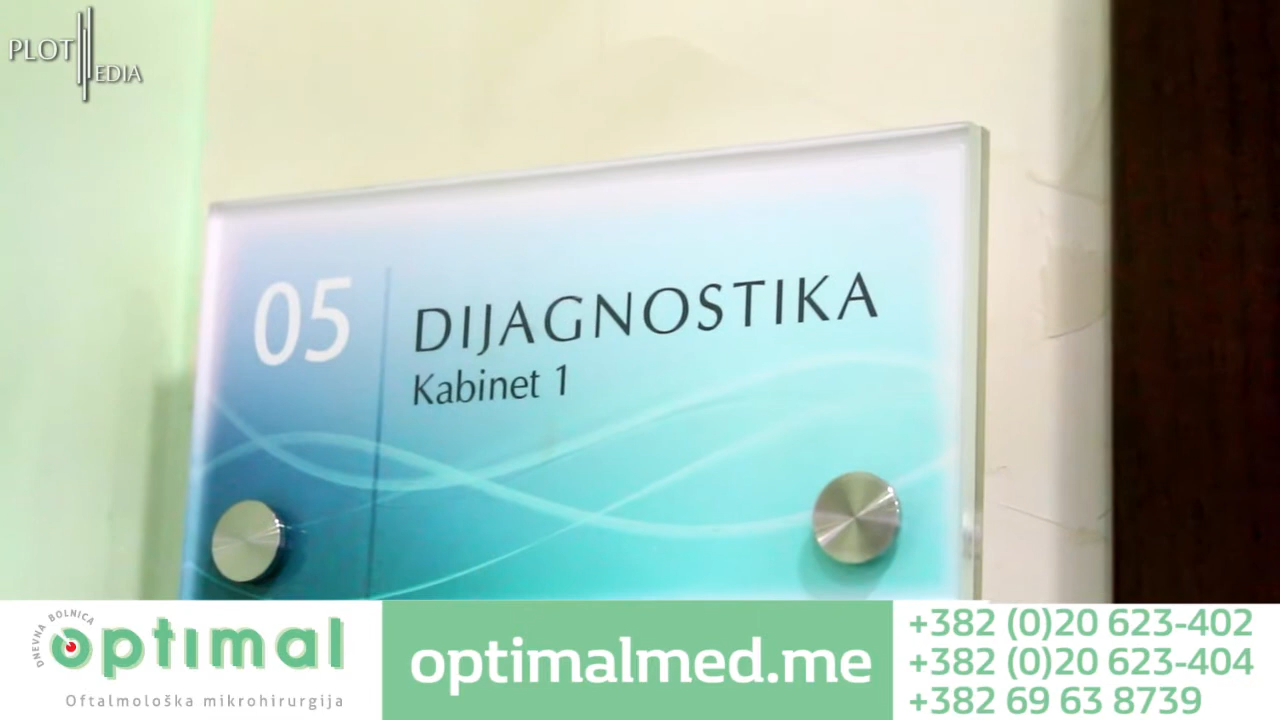 PLOT
MEDIA
05
DIJAGNOSTIKA
Kabinet 1
DNEVNA BOLNICA
optimal
Oftalmološka mikrohirurgija
optimalmed.me
+382 (0)20 623-402
+382 (0)20 623-404
+382 69 63 8739